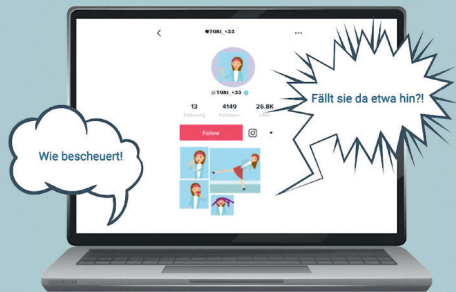 @TONI_<33
@TONI_<33
13 4149 26.8K
Following Followers Likes
Follow
Wie bescheuert!
Fällt sie da etwa hin?!